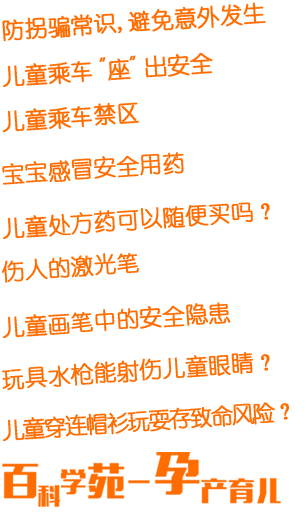 防拐骗常识,避免意外发生
儿童乘车"座"出安全
儿童乘车禁区
宝宝感冒安全用药
儿童处方药可以随便买吗？
伤人的激光笔
儿童画笔中的安全隐患
玩具水枪能射伤儿童眼睛？
儿童穿连帽衫玩耍存致命风险？
百科学苑—孕产育儿